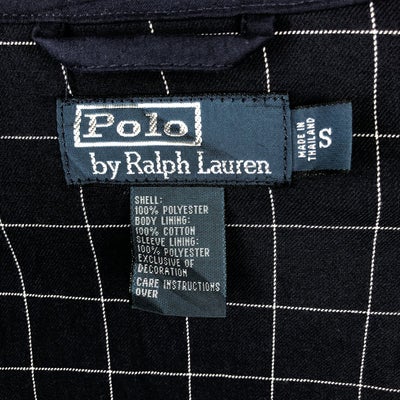 Polo
by Ralph Lauren
MADE IN
THAILAND
S
SHELL:
100% POLYESTER
BODY LINING:
100% COTTON
SLEEVE LINING:
100% POLYESTER
EXCLUSIVE OF
DECORATION
CARE INSTRUCTIONS
OVER